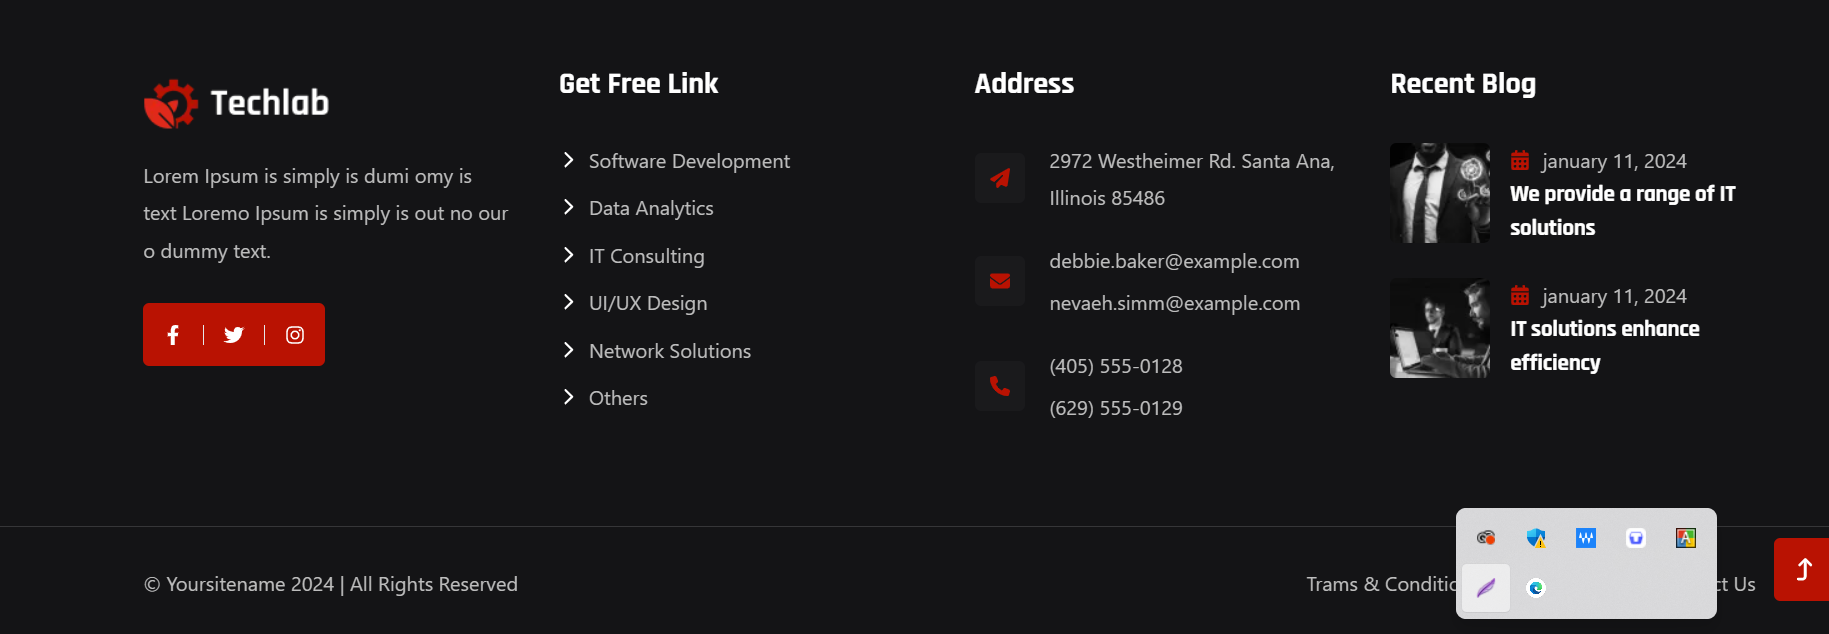 Techlab
Lorem Ipsum is simply is dumi omy is
text Loremo Ipsum is simply is out no our
o dummy text.
Get Free Link
Software Development
Data Analytics
IT Consulting
UI/UX Design
Network Solutions
Others
Address
2972 Westheimer Rd. Santa Ana,
Illinois 85486
debbie.baker@example.com
nevaeh.simm@example.com
(405) 555-0128
(629) 555-0129
Recent Blog
january 11, 2024
We provide a range of IT
solutions
january 11, 2024
IT solutions enhance
efficiency
© Yoursitename 2024 | All Rights Reserved
Trams & Us